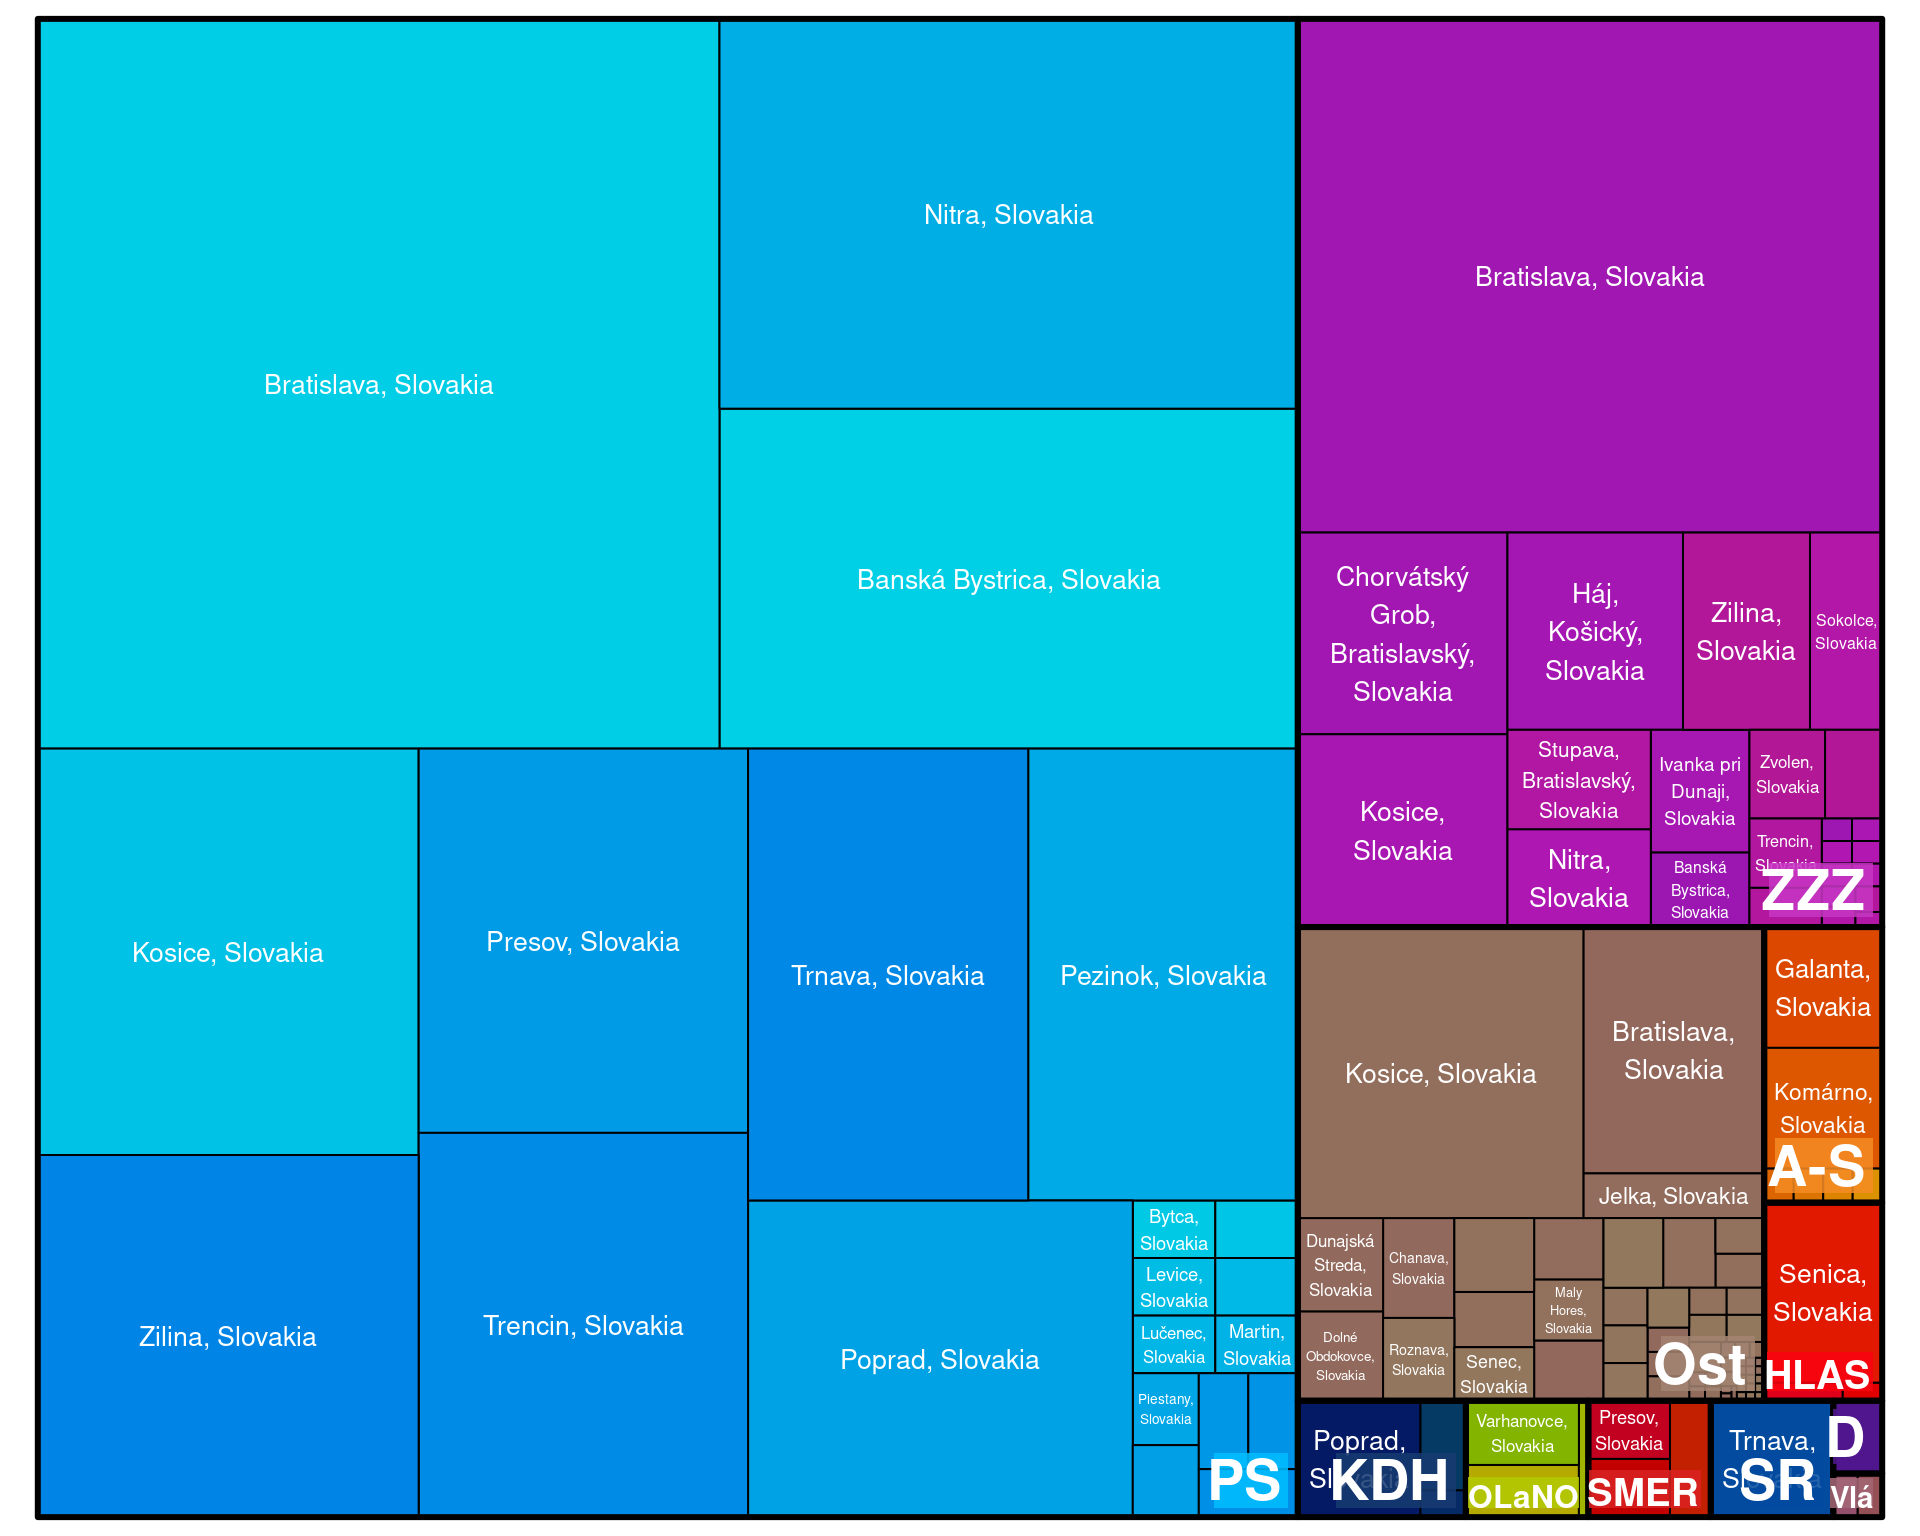 Bratislava, Slovakia
Nitra, Slovakia
Banská Bystrica, Slovakia
Kosice, Slovakia
Presov, Slovakia
Trnava, Slovakia
Pezinok, Slovakia
Zilina, Slovakia
Trencin, Slovakia
Poprad, Slovakia
Bytca,
Slovakia
Levice,
Slovakia
Lučenec,
Slovakia
Martin,
Slovakia
Piestany,
Slovakia
PS
Bratislava, Slovakia
Chorvátský
Grob,
Bratislavský,
Slovakia
Háj,
Košický,
Slovakia
Zilina,
Slovakia
Sokolce,
Slovakia
Kosice,
Slovakia
Stupava,
Bratislavský,
Slovakia
Nitra,
Slovakia
Ivanka pri
Dunaji,
Slovakia
Banská
Bystrica,
Slovakia
Zvolen,
Slovakia
Trencin,
Slovakia
ZZZ
Kosice, Slovakia
Bratislava,
Slovakia
Jelka, Slovakia
Dunajská
Streda,
Slovakia
Dolné
Obdokovce,
Slovakia
Chanava,
Slovakia
Roznava,
Slovakia
Senec,
Slovakia
Maly
Hores,
Slovakia
Ost
Galanta,
Slovakia
Komárno,
Slovakia
A-S
Senica,
Slovakia
HLAS
Poprad,
Slovakia
KDH
Varhanovce,
Slovakia
OLaNO
Presov,
Slovakia
SMER
Trnava,
Slovakia
SR
D
Vlá